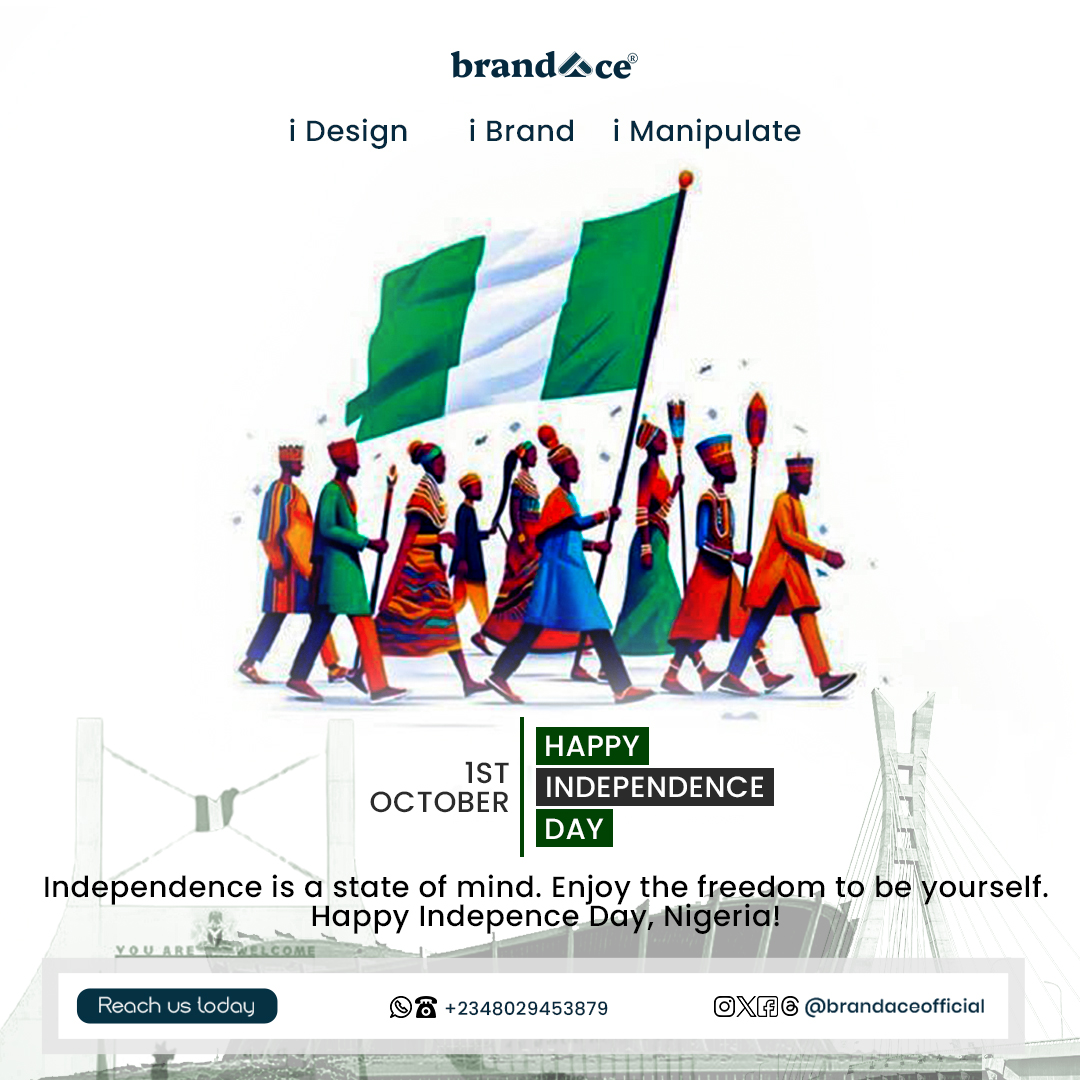 brandace®
i Design i Brand i Manipulate
1ST
OCTOBER
HAPPY
INDEPENDENCE
DAY
Independence is a state of mind. Enjoy the freedom to be yourself.
Happy Indepence Day, Nigeria!
YOU ARE WELCOME
Reach us today
+2348029453879
@brandaceofficial